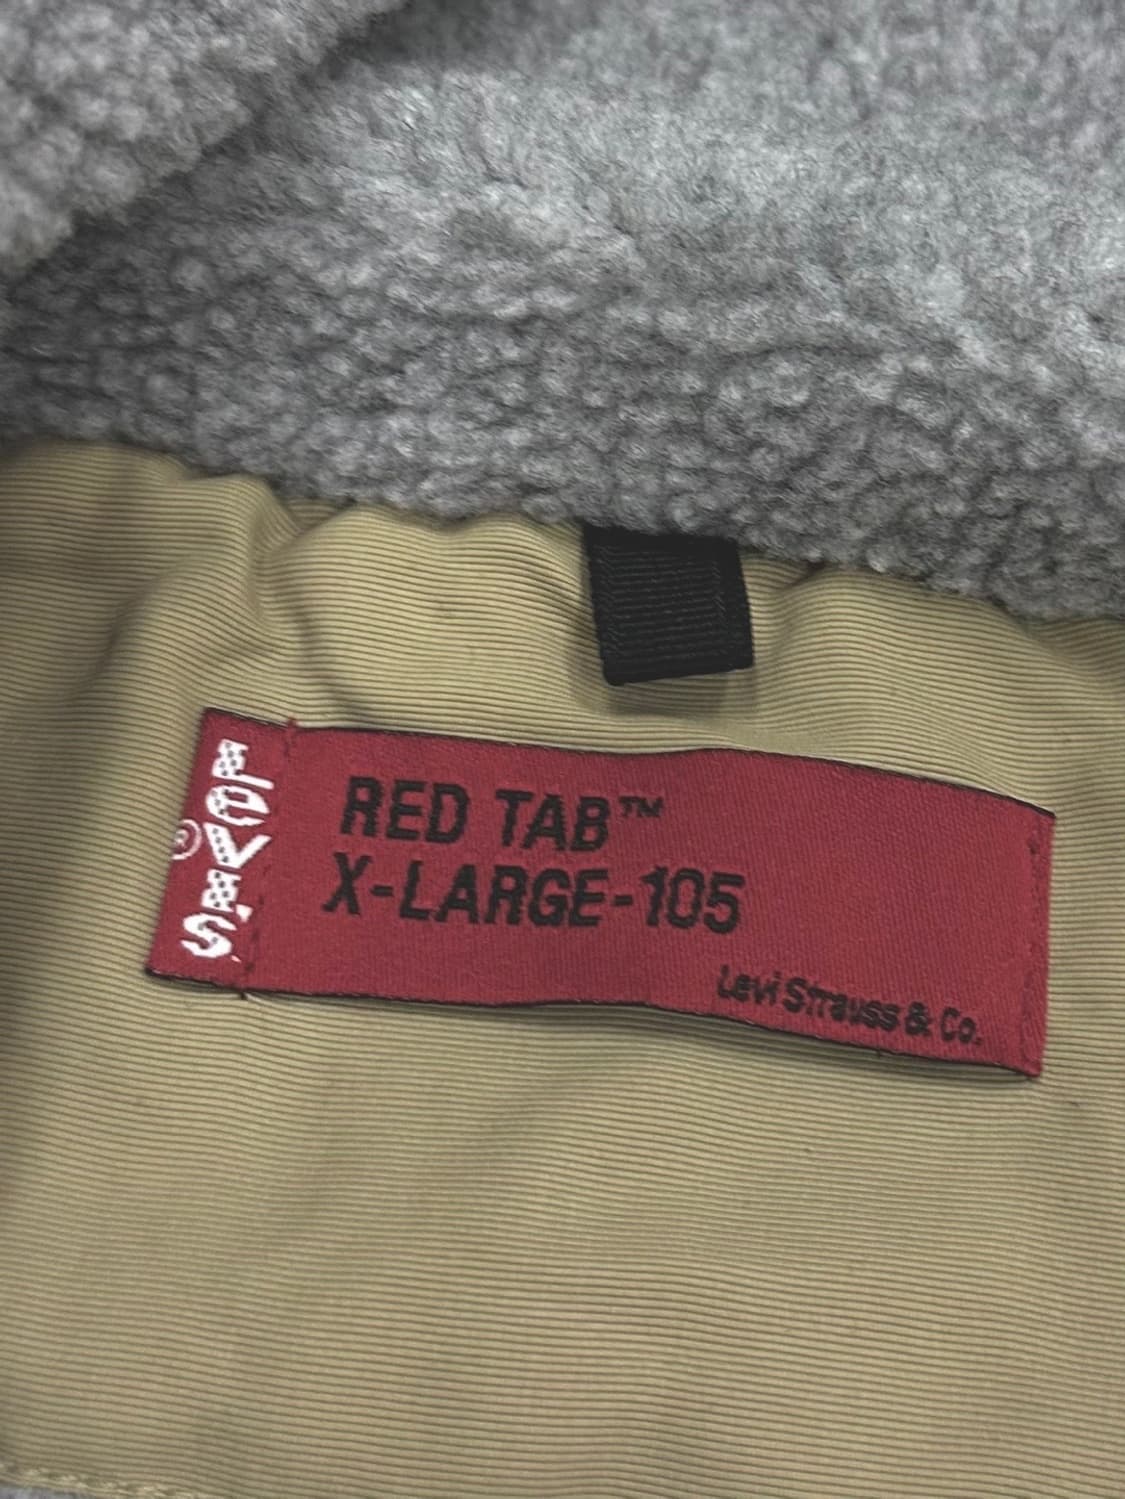 LEVI'S
®
RED TAB™
X-LARGE-105
Levi Strauss & Co.